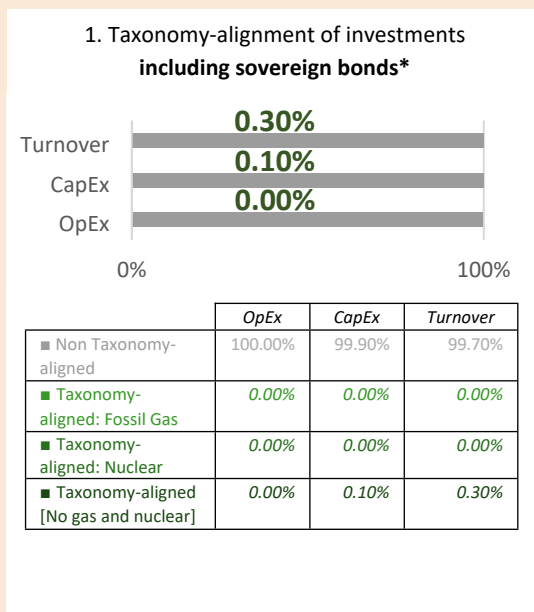 1. Taxonomy-alignment of investments
including sovereign bonds*
0.30%
Turnover
0.10%
CapEx
0.00%
OpEx
0% 100%
OpEx CapEx Turnover
■ Non Taxonomy-
aligned 100.00% 99.90% 99.70%
■ Taxonomy-
aligned: Fossil Gas 0.00% 0.00% 0.00%
■ Taxonomy-
aligned: Nuclear 0.00% 0.00% 0.00%
■ Taxonomy-aligned
[No gas and nuclear] 0.00% 0.10% 0.30%